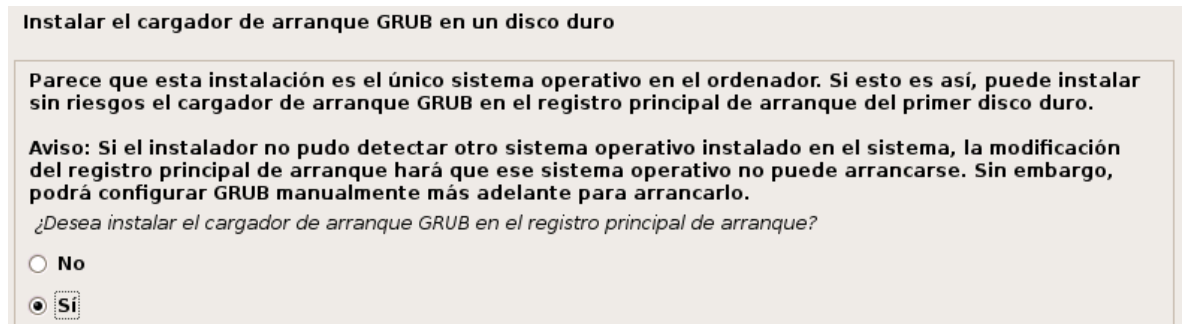 Instalar el cargador de arranque GRUB en un disco duro
Parece que esta instalación es el único sistema operativo en el ordenador. Si esto es así, puede instalar
sin riesgos el cargador de arranque GRUB en el registro principal de arranque del primer disco duro.
Aviso: Si el instalador no pudo detectar otro sistema operativo instalado en el sistema, la modificación
del registro principal de arranque hará que ese sistema operativo no puede arrancarse. Sin embargo,
podrá configurar GRUB manualmente más adelante para arrancarlo.
¿Desea instalar el cargador de arranque GRUB en el registro principal de arranque?
No
Sí